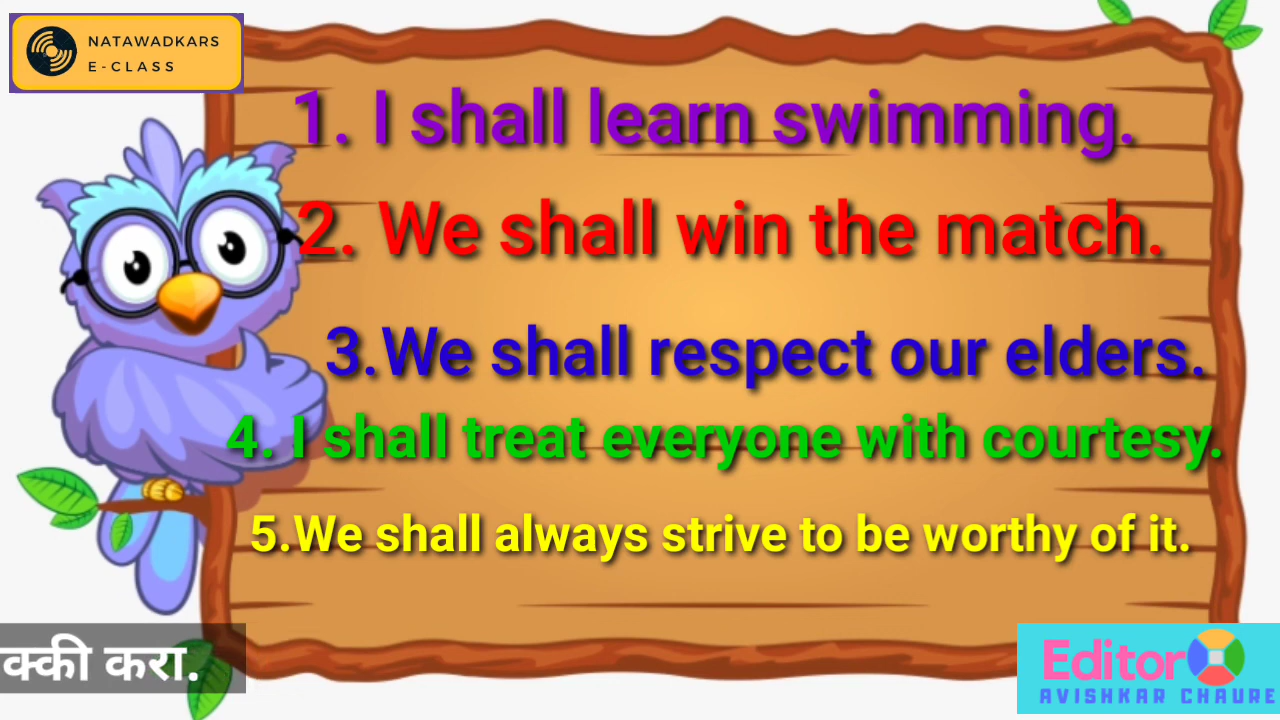 NATAWADKARS
E-CLASS
1. I shall learn swimming.
2. We shall win the match.
3.We shall respect our elders.
4. I shall treat everyone with courtesy.
5.We shall always strive to be worthy of it.
क्की करा.
Editor
AVISHKAR CHAURE